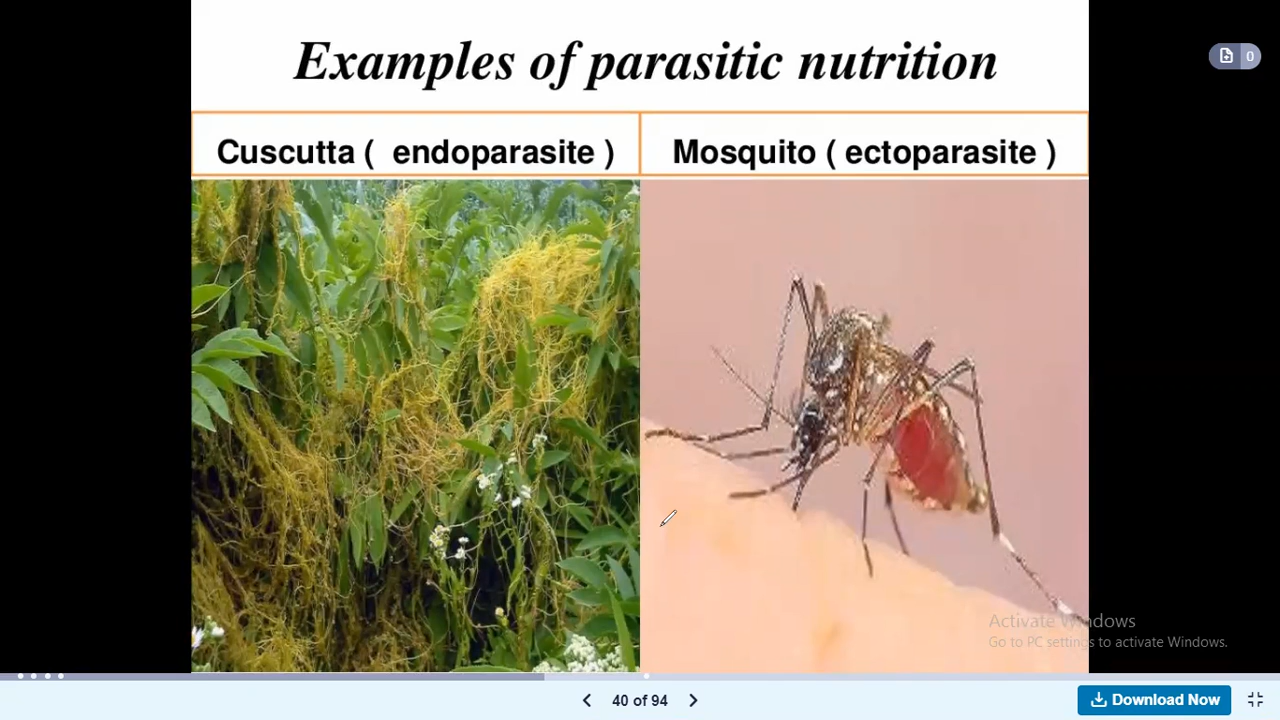 Examples of parasitic nutrition
0
Cuscutta ( endoparasite )
Mosquito ( ectoparasite )
Activate Windows
Go to PC settings to activate Windows.
40 of 94
Download Now